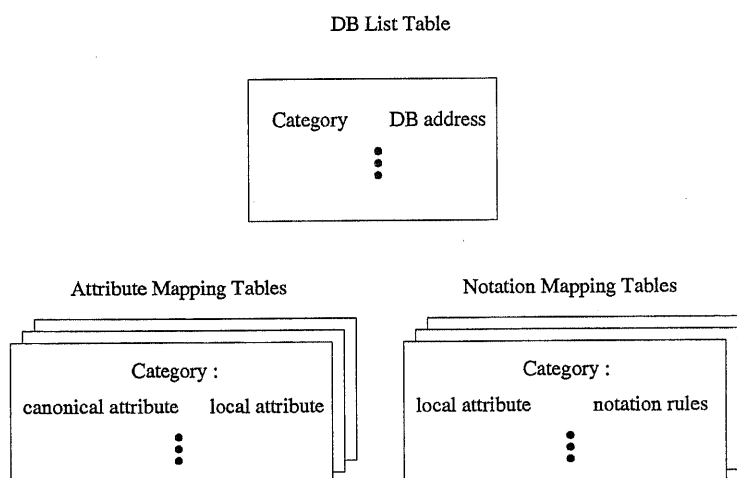 DB List Table
Category DB address
Attribute Mapping Tables
Category :
canonical attribute local attribute
Notation Mapping Tables
Category :
local attribute notation rules